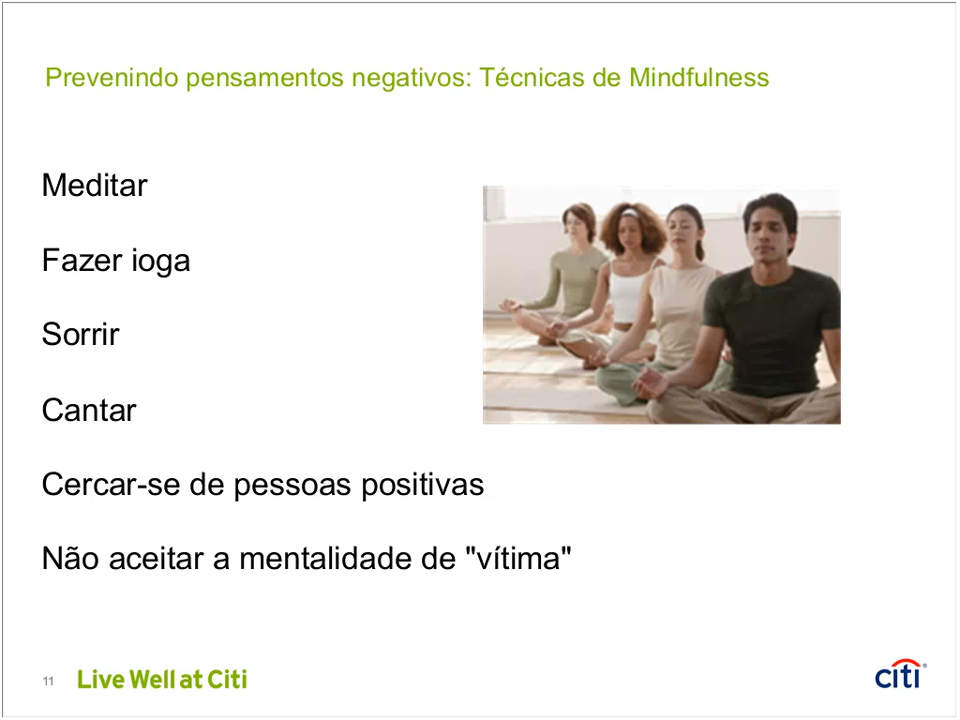 Prevenindo pensamentos negativos: Técnicas de Mindfulness
Meditar
Fazer ioga
Sorrir
Cantar
Cercar-se de pessoas positivas
Não aceitar a mentalidade de "vítima"
11 Live Well at Citi
citi®